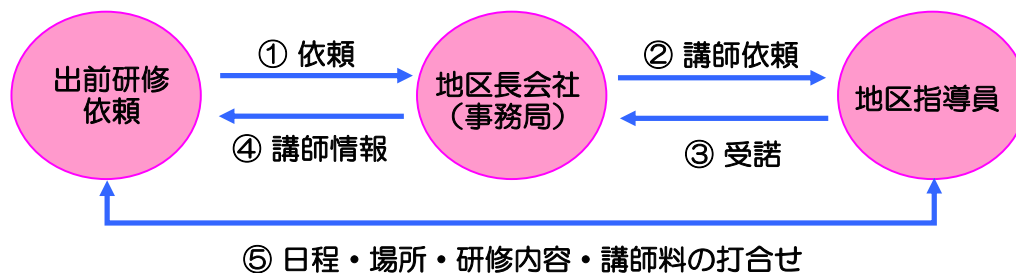 ① 依頼
② 講師依頼
出前研修
依頼
地区長会社
（事務局）
地区指導員
④ 講師情報
③ 受諾
⑤ 日程・場所・研修内容・講師料の打合せ